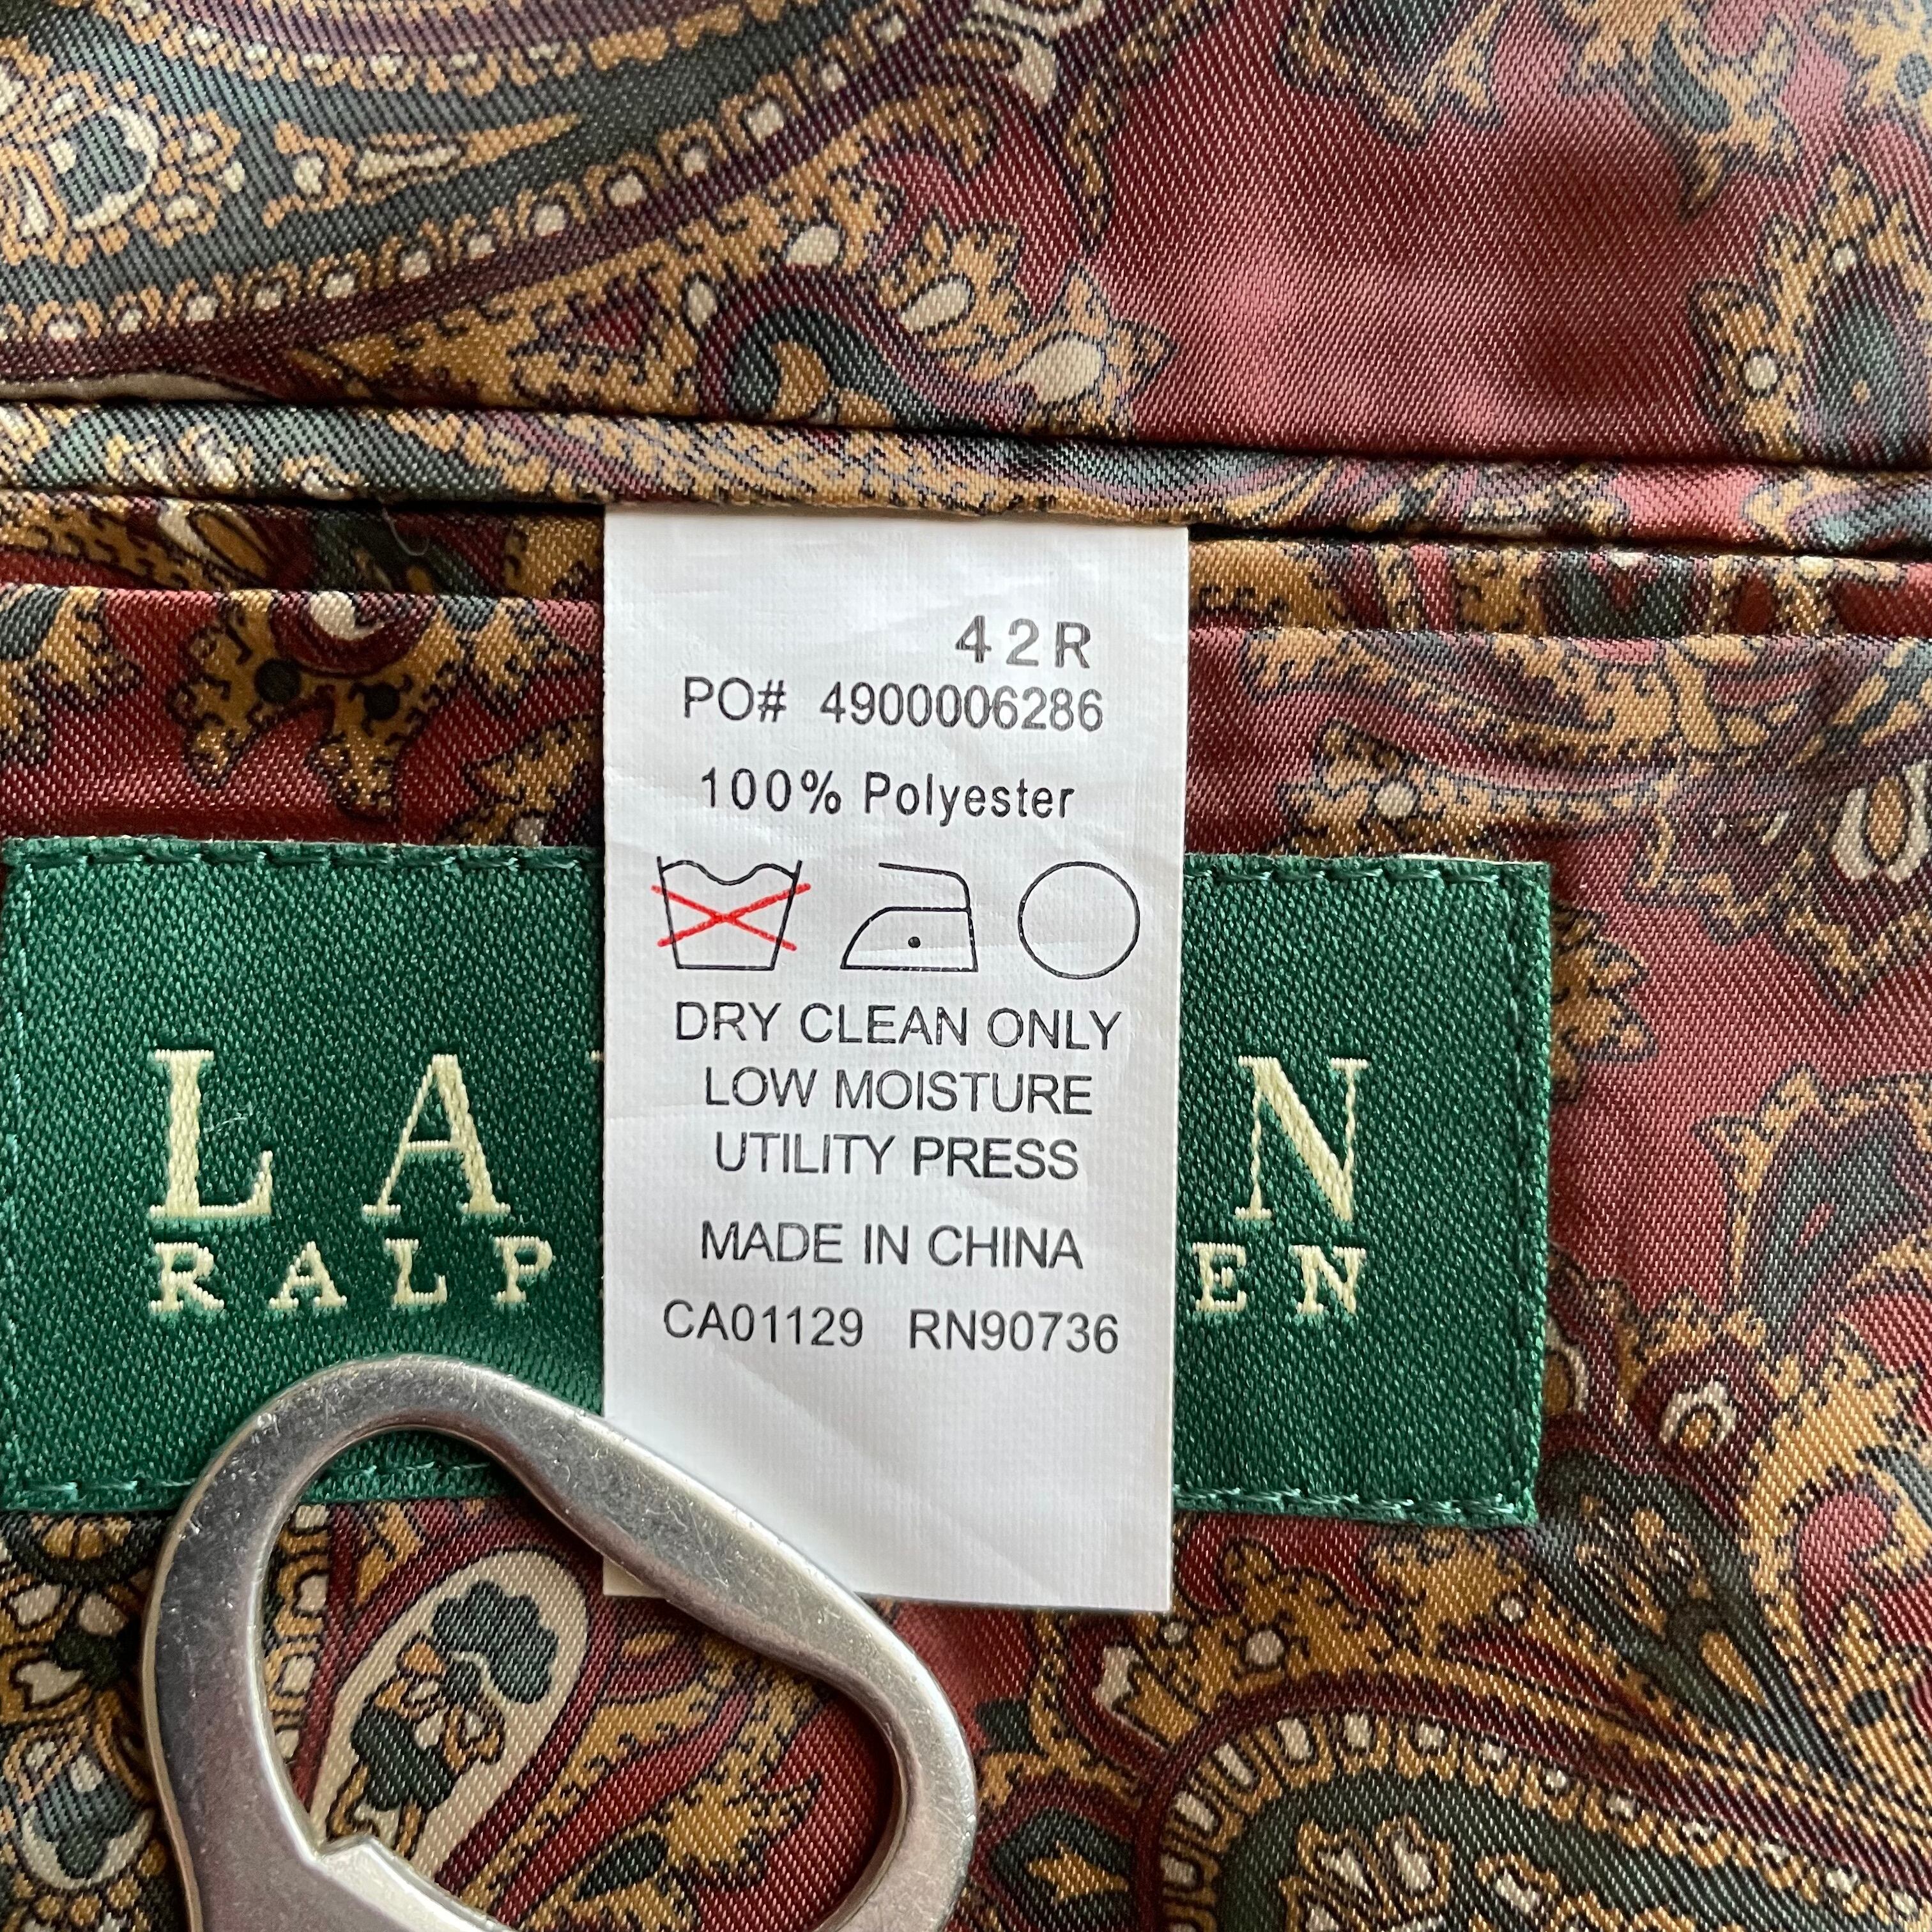 42R
PO# 4900006286
100% Polyester
DRY CLEAN ONLY
LOW MOISTURE
UTILITY PRESS
MADE IN CHINA
CA01129 RN90736
LA N
RALP EN